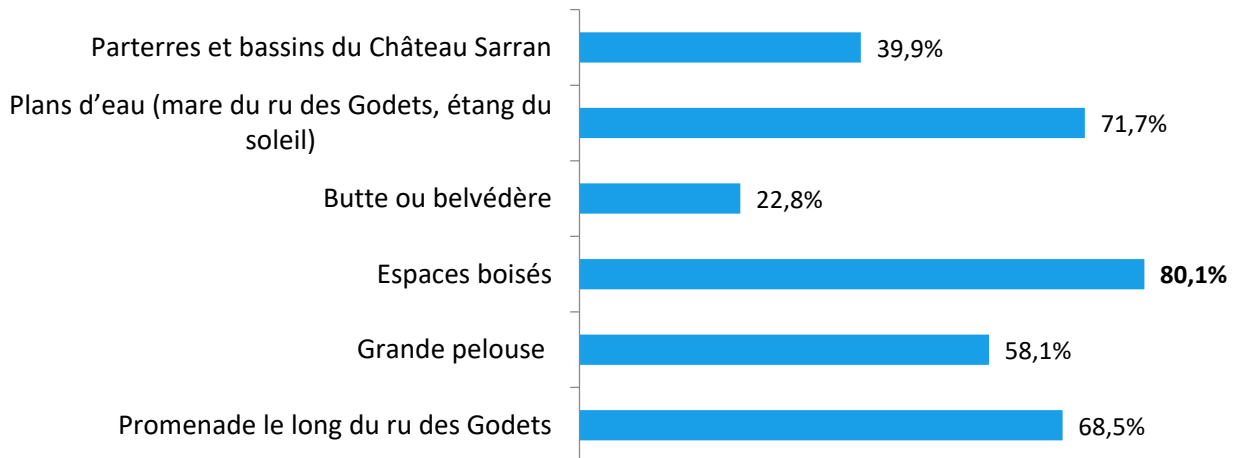 Parterres et bassins du Château Sarran
39,9%
Plans d’eau (mare du ru des Godets, étang du
soleil)
71,7%
Butte ou belvédère
22,8%
Espaces boisés
80,1%
Grande pelouse
58,1%
Promenade le long du ru des Godets
68,5%